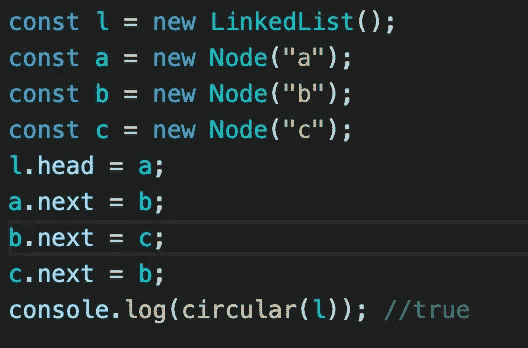 const l = new LinkedList();
const a = new Node("a");
const b = new Node("b");
const c = new Node("c");
l.head = a;
a.next = b;
b.next = c;
c.next = b;
console.log(circular(l)); //true